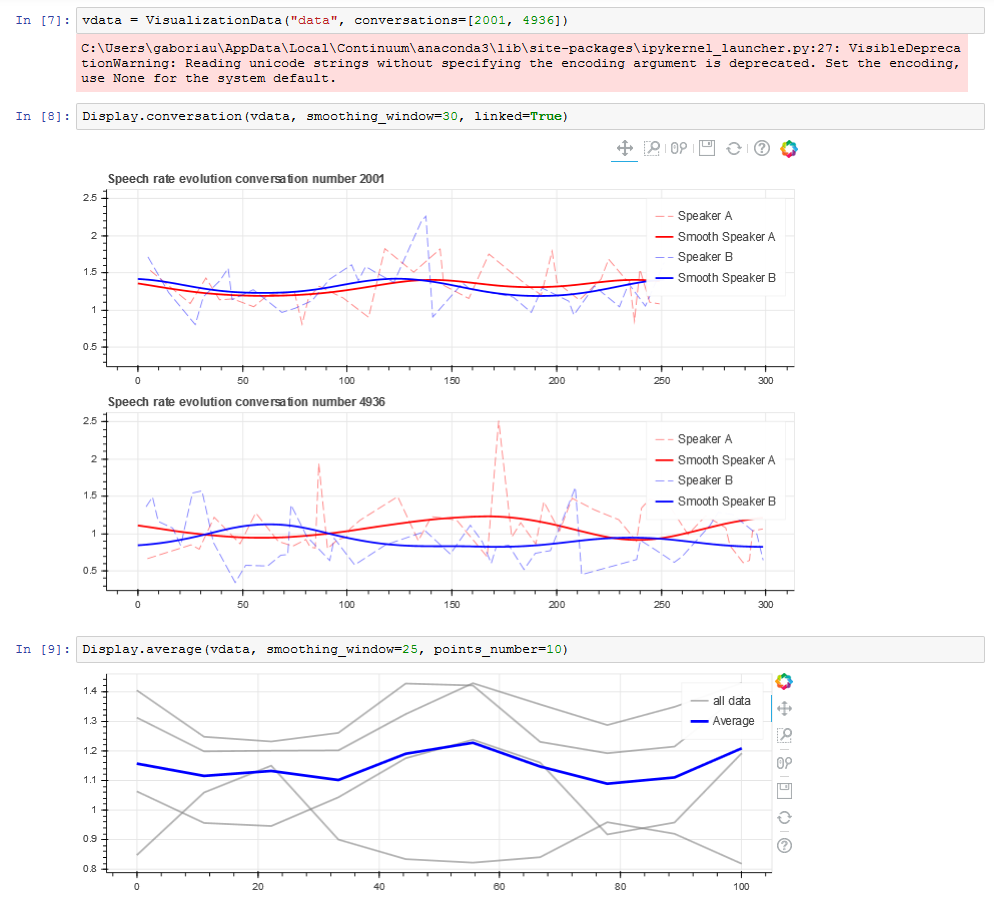 In [7]: vdata = VisualizationData("data", conversations=[2001, 4936])
C:\Users\gaboriau\AppData\Local\Continuum\anaconda3\lib\site-packages\ipykernel_launcher.py:27: VisibleDepreca
tionWarning: Reading unicode strings without specifying the encoding argument is deprecated. Set the encoding,
use None for the system default.
In [8]: Display.conversation(vdata, smoothing_window=30, linked=True)
Speech rate evolution conversation number 2001
2.5
2
1.5
1
0.5
Speaker A
Smooth Speaker A
Speaker B
Smooth Speaker B
0 50 100 150 200 250 300
Speech rate evolution conversation number 4936
2.5
2
1.5
1
0.5
Speaker A
Smooth Speaker A
Speaker B
Smooth Speaker B
0 50 100 150 200 250 300
In [9]: Display.average(vdata, smoothing_window=25, points_number=10)
1.4
1.3
1.2
1.1
1
0.9
0.8
all data
Average
0 20 40 60 80 100